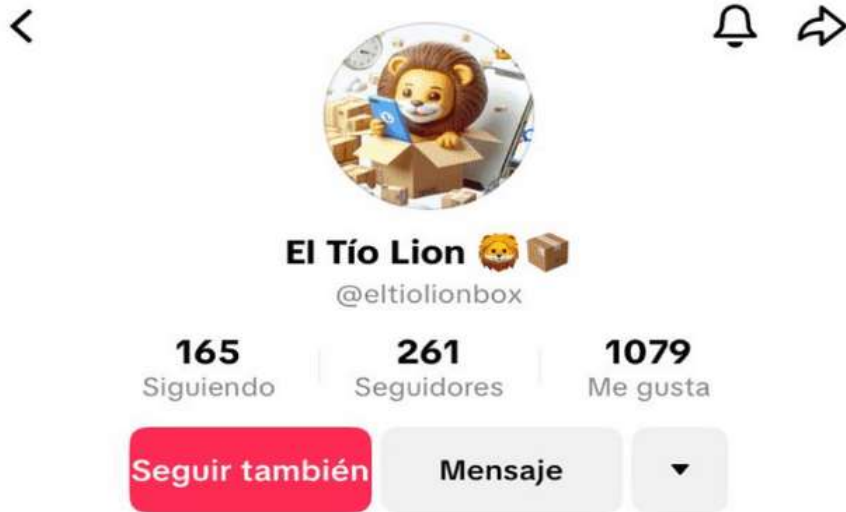 El Tío Lion 🦁📦
@eltiolionbox
165 261 1079
Siguiendo Seguidores Me gusta
Seguir también Mensaje